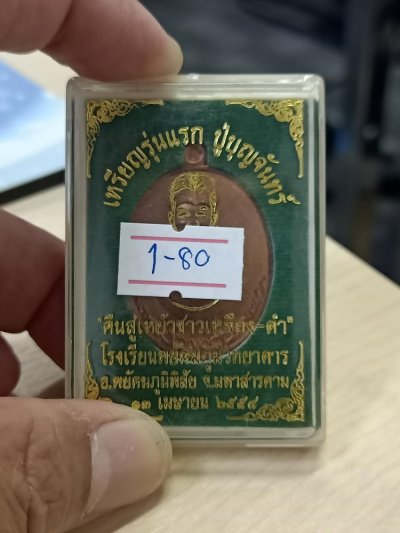 เหรียญรุ่นแรก ปู่บุญจันทร์
1-80
"คืนสู่เหย้าชาวเหลือง-ดำ"
โรงเรียนพยัคฆภูมิวิทยาคาร
อ.พยัคฆภูมิพิสัย จ.มหาสารคาม
๑๓ เมษายน ๒๕๕๘